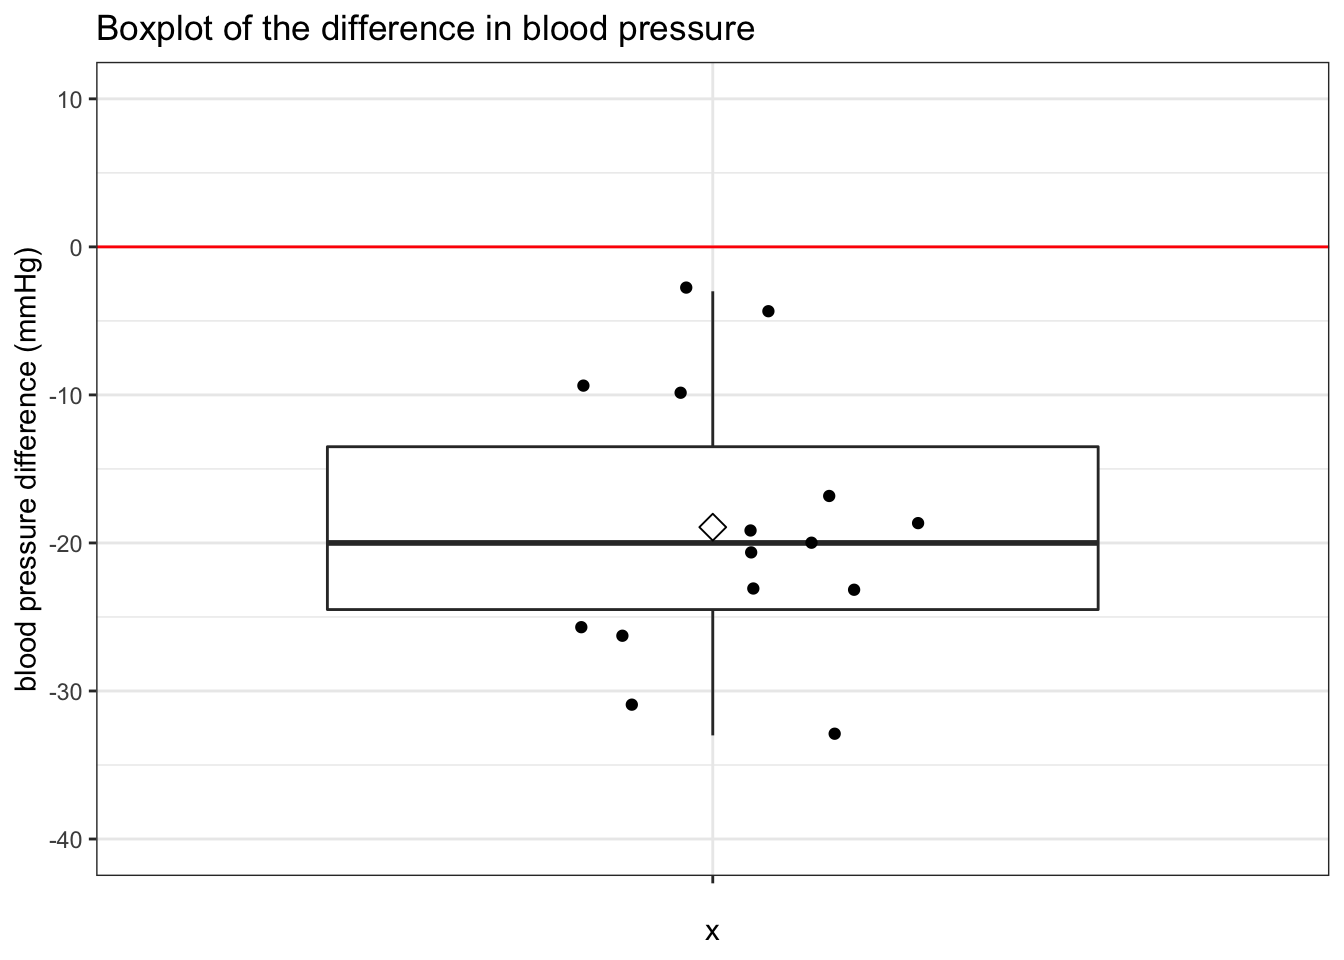 Boxplot of the difference in blood pressure
blood pressure difference (mmHg)
10
0
-10
-20
-30
-40
x